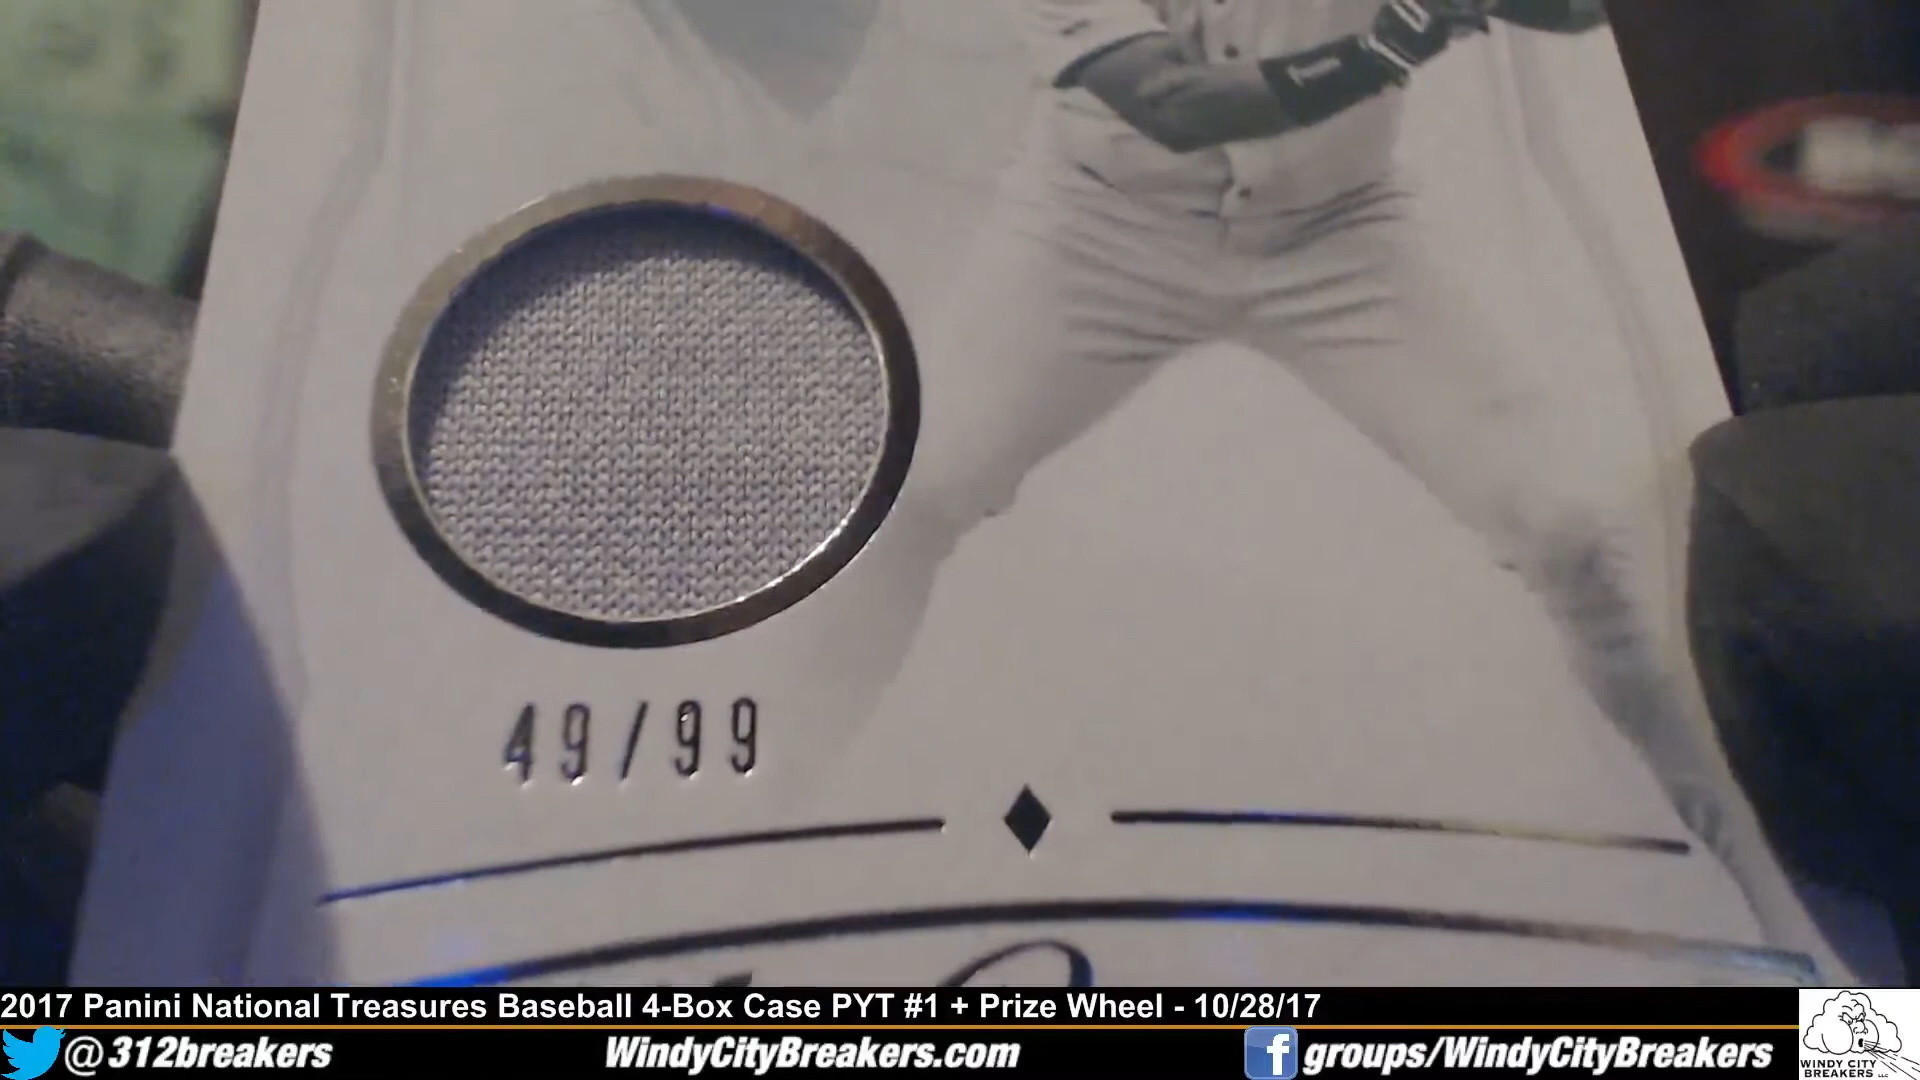 49/99
2017 Panini National Treasures Baseball 4-Box Case PYT #1 + Prize Wheel - 10/28/17
@312breakers
WindyCityBreakers.com
f groups/WindyCityBreakers
WINDY CITY
BREAKERS LLC